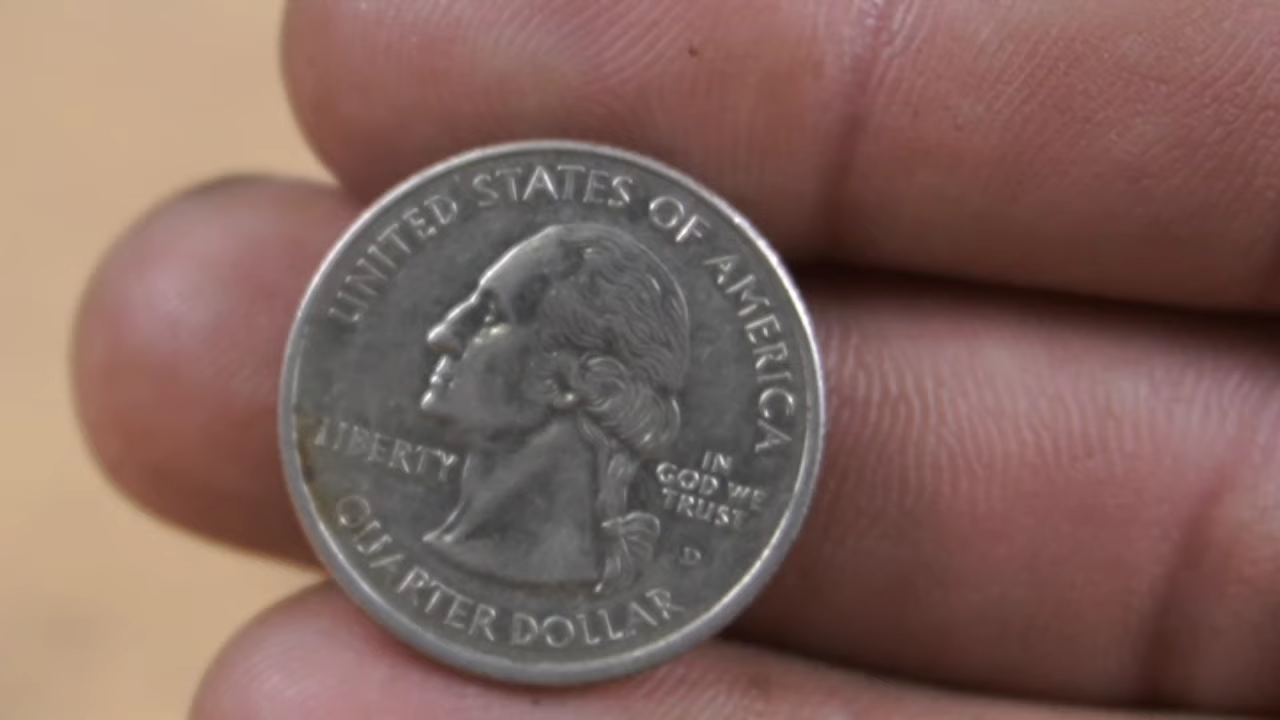 UNITED STATES OF AMERICA
LIBERTY
IN
GOD WE
TRUST
D
QUARTER DOLLAR